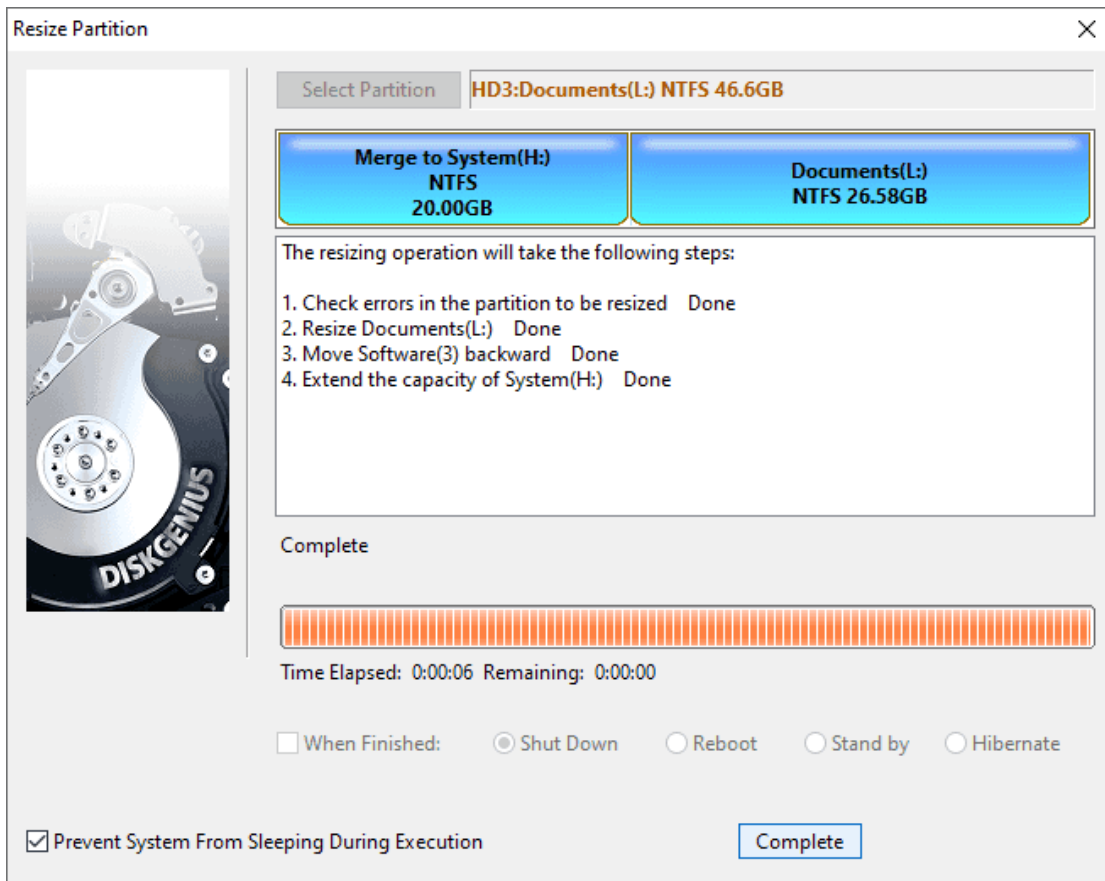 Resize Partition
Select Partition
HD3:Documents(L:) NTFS 46.6GB
Merge to System(H:)
NTFS
20.00GB
Documents(L:)
NTFS 26.58GB
The resizing operation will take the following steps:
1. Check errors in the partition to be resized    Done
2. Resize Documents(L:)    Done
3. Move Software(3) backward    Done
4. Extend the capacity of System(H:)    Done
DISKGENIUS
Complete
Time Elapsed:  0:00:06  Remaining:  0:00:00
When Finished:
Shut Down
Reboot
Stand by
Hibernate
Prevent System From Sleeping During Execution
Complete